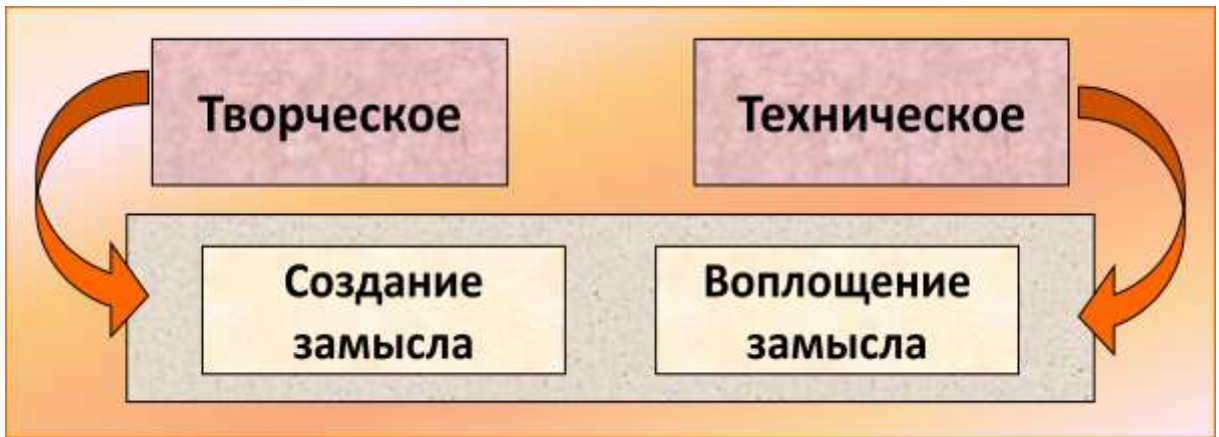 Творческое
Техническое
Создание
замысла
Воплощение
замысла